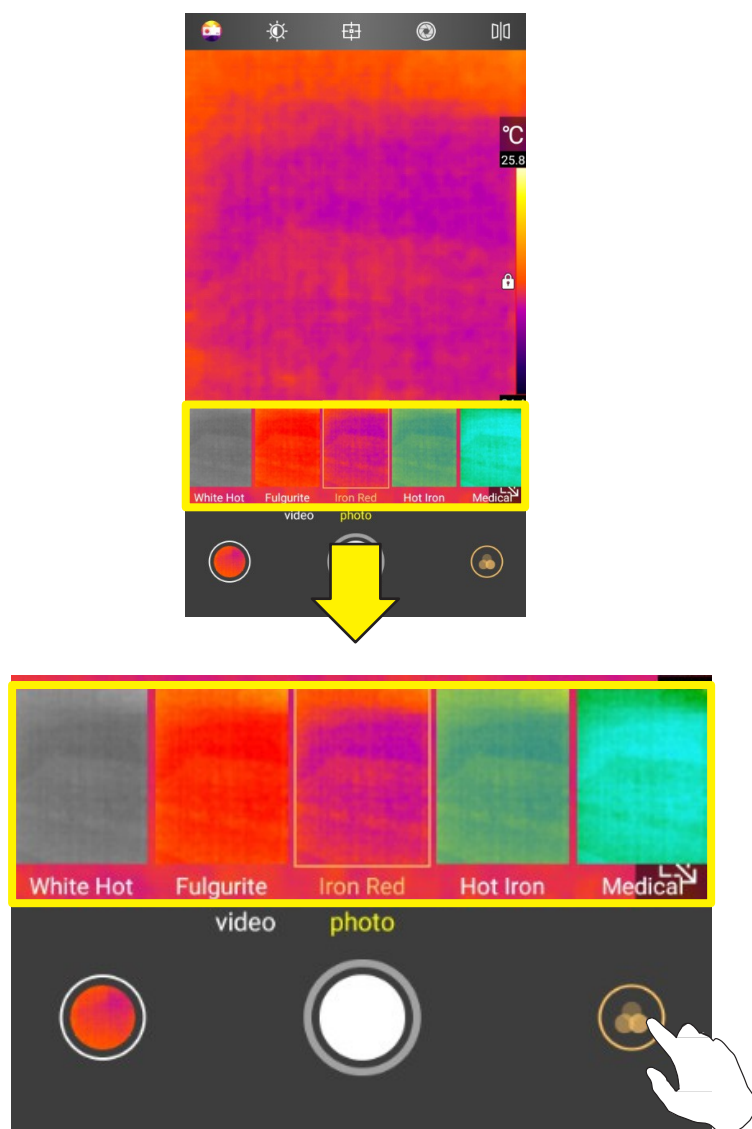 °C
25.8
White Hot Fulgurite Iron Red Hot Iron Medical
video photo
White Hot Fulgurite Iron Red Hot Iron Medical
video photo